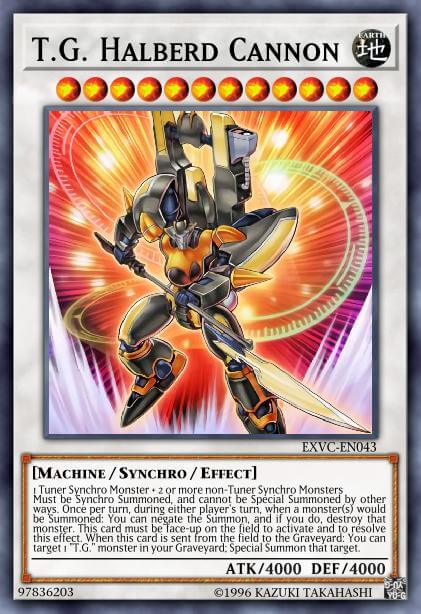 T.G. Halberd Cannon
EARTH
地
EXVC-EN043
[Machine / Synchro / Effect]
1 Tuner Synchro Monster + 2 or more non-Tuner Synchro Monsters
Must be Synchro Summoned, and cannot be Special Summoned by other
ways. Once per turn, during either player's turn, when a monster(s) would
be Summoned: You can negate the Summon, and if you do, destroy that
monster. This card must be face-up on the field to activate and to resolve
this effect. When this card is sent from the field to the Graveyard: You can
target 1 "T.G." monster in your Graveyard; Special Summon that target.
ATK/4000 DEF/4000
97836203
©1996 KAZUKI TAKAHASHI